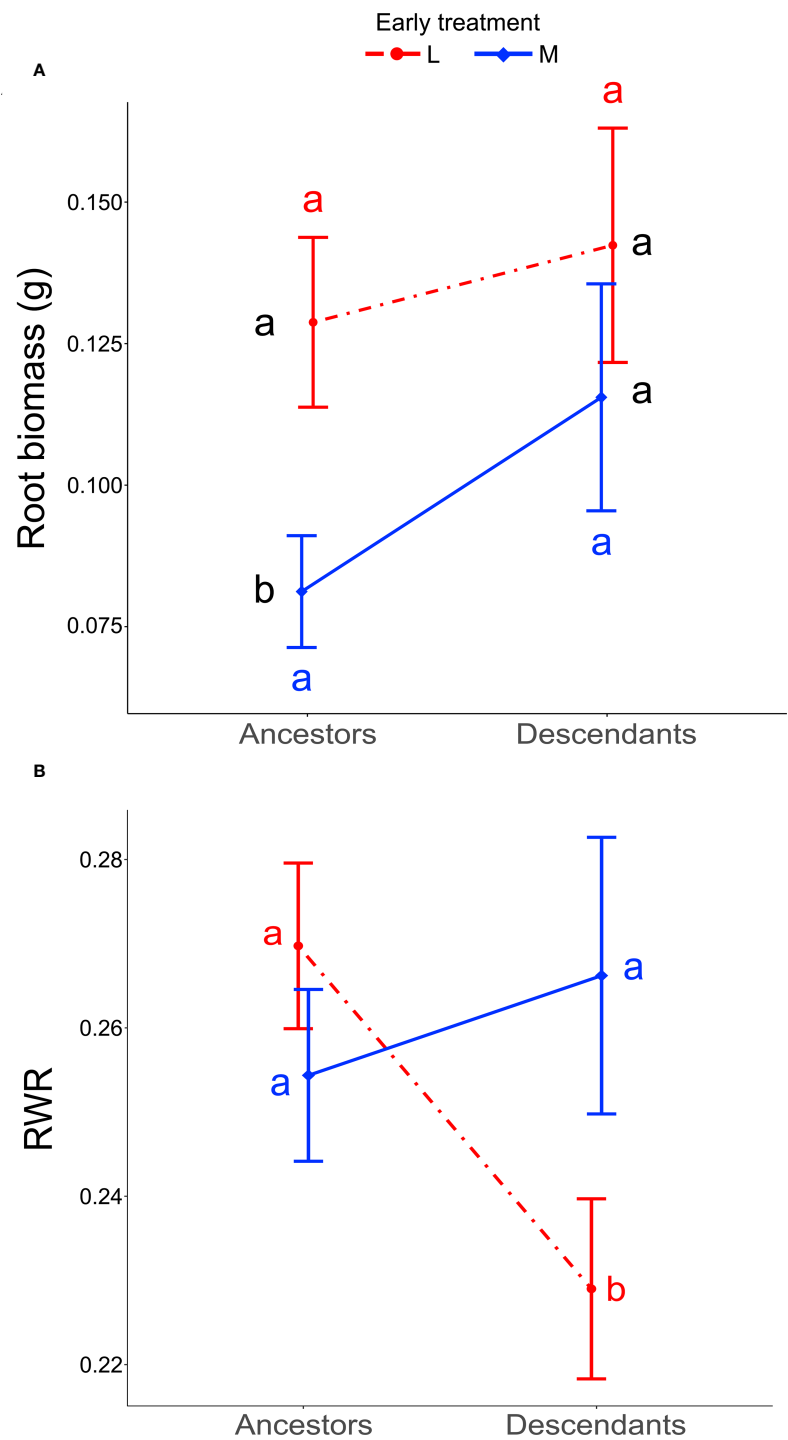 Early treatment
L M
A
a
a
0.150
a
a
0.125
a
Root biomass (g)
0.100
a
b
0.075
a
Ancestors Descendants
B
0.28
a
a
0.26
a
RWR
0.24
b
0.22
Ancestors Descendants